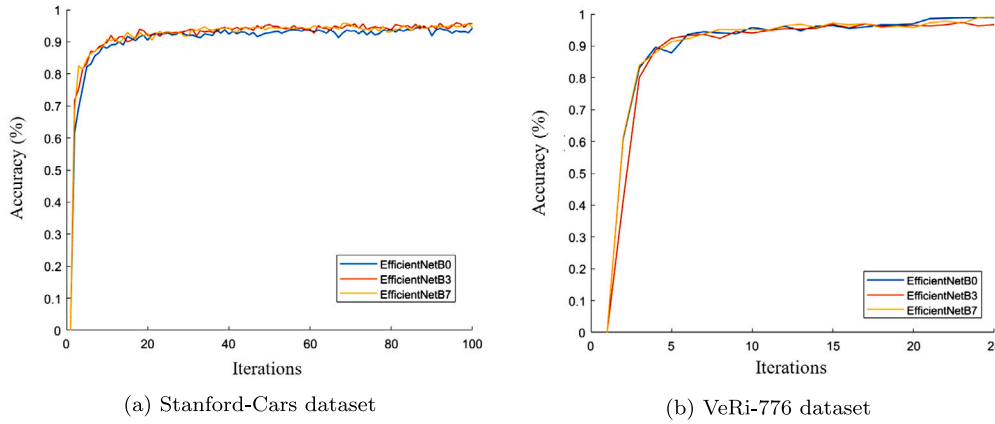 1
0.9
0.8
0.7
0.6
0.5
0.4
0.3
0.2
0.1
0
Accuracy (%)
EfficientNetB0
EfficientNetB3
EfficientNetB7
0 20 40 60 80 100
Iterations
(a) Stanford-Cars dataset
1
0.9
0.8
0.7
0.6
0.5
0.4
0.3
0.2
0.1
0
Accuracy (%)
EfficientNetB0
EfficientNetB3
EfficientNetB7
0 5 10 15 20 25
Iterations
(b) VeRi-776 dataset